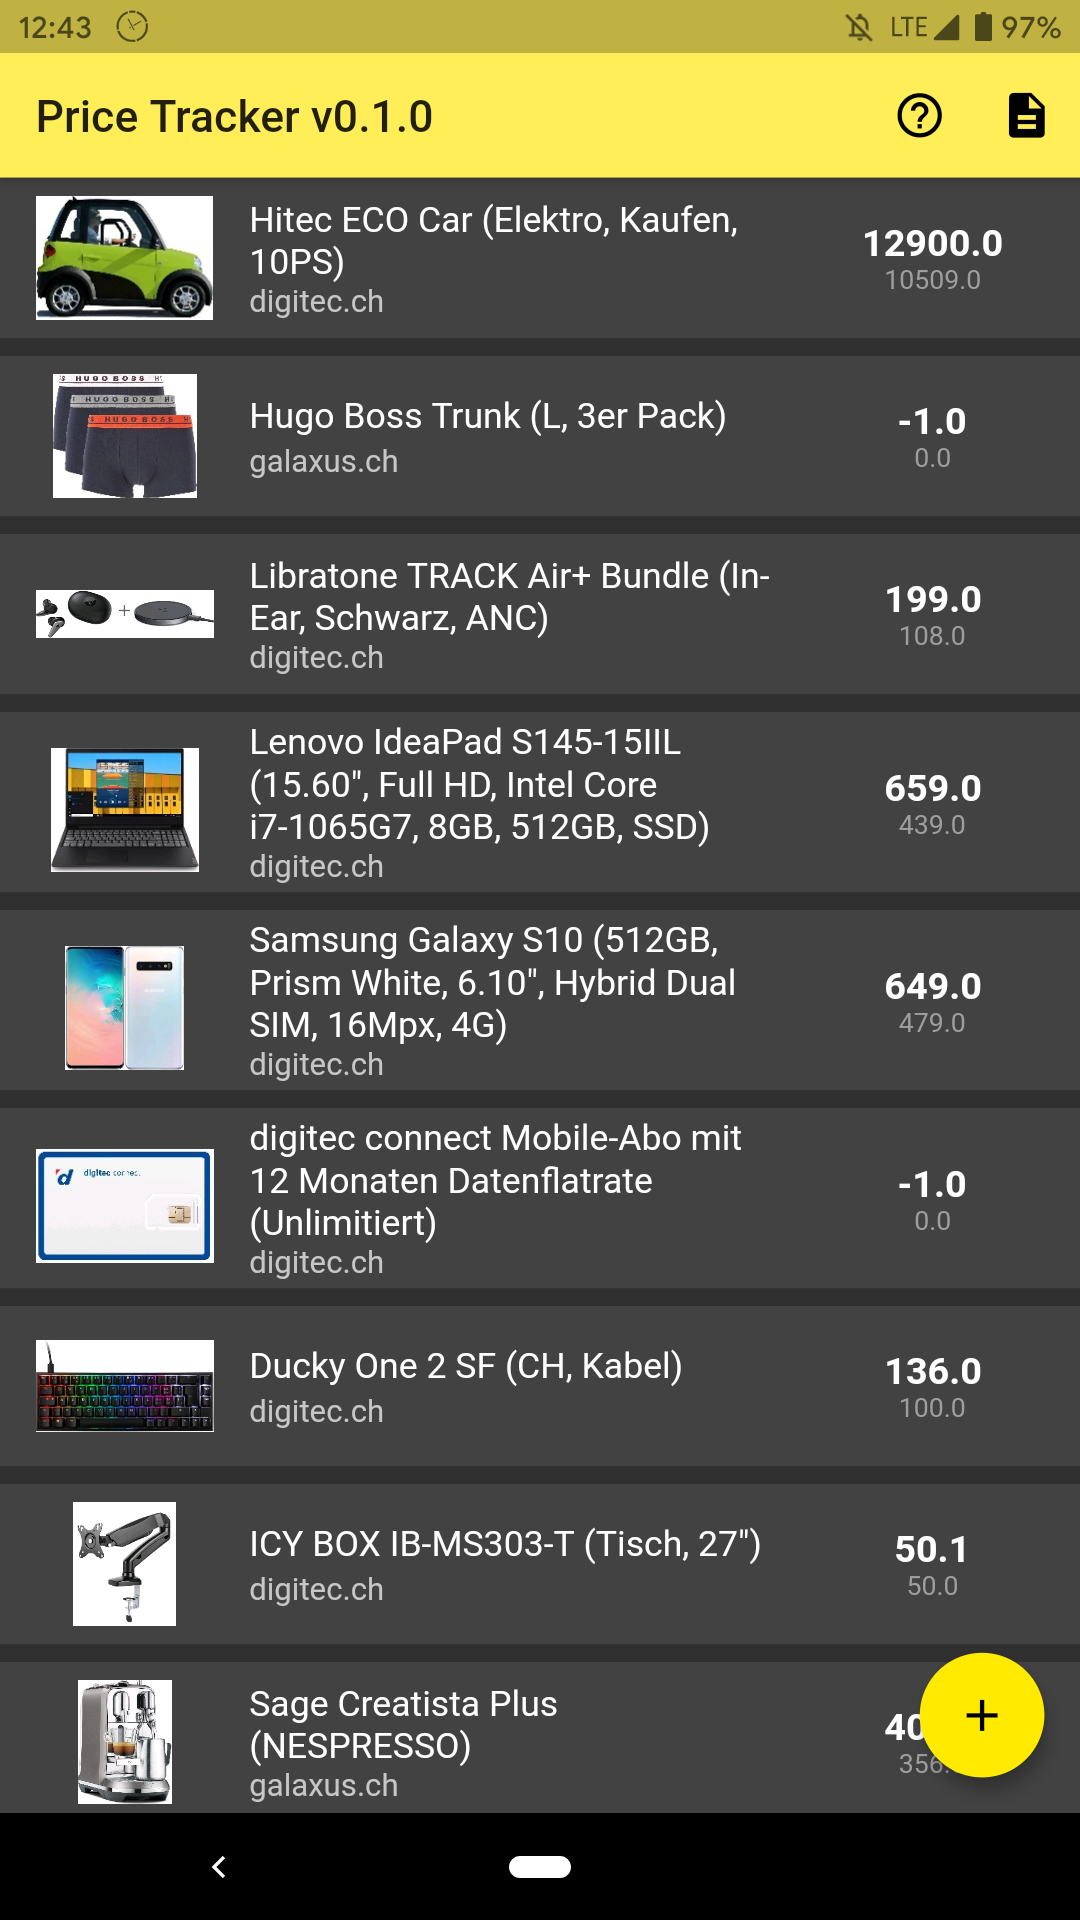 12:43 LTE 97%
Price Tracker v0.1.0
Hitec ECO Car (Elektro, Kaufen,
10PS)
digitec.ch
12900.0
10509.0
HUGO BOSS
HUGO BOSS
HUGO BOSS
Hugo Boss Trunk (L, 3er Pack)
galaxus.ch
-1.0
0.0
Libratone TRACK Air+ Bundle (In-
Ear, Schwarz, ANC)
digitec.ch
199.0
108.0
Lenovo IdeaPad S145-15IIL
(15.60", Full HD, Intel Core
i7-1065G7, 8GB, 512GB, SSD)
digitec.ch
659.0
439.0
Samsung Galaxy S10 (512GB,
Prism White, 6.10", Hybrid Dual
SIM, 16Mpx, 4G)
digitec.ch
649.0
479.0
d digitec connect
digitec connect Mobile-Abo mit
12 Monaten Datenflatrate
(Unlimitiert)
digitec.ch
-1.0
0.0
Ducky One 2 SF (CH, Kabel)
digitec.ch
136.0
100.0
ICY BOX IB-MS303-T (Tisch, 27")
digitec.ch
50.1
50.0
Sage Creatista Plus
(NESPRESSO)
galaxus.ch
40
356.